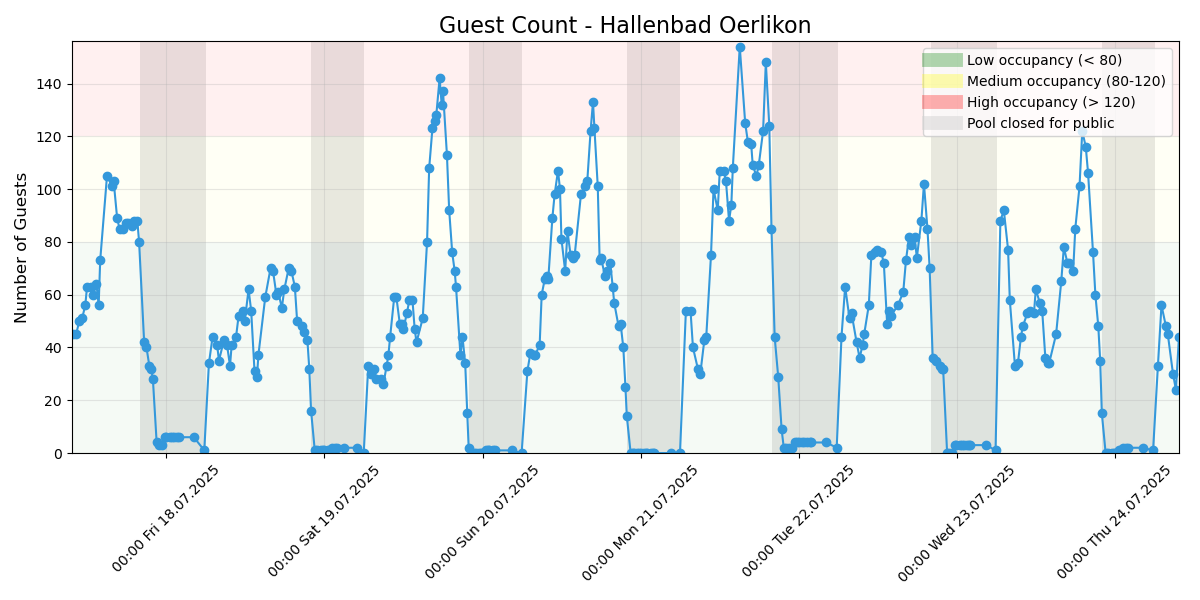 Guest Count - Hallenbad Oerlikon
Number of Guests
140
120
100
80
60
40
20
0
Low occupancy (< 80)
Medium occupancy (80-120)
High occupancy (> 120)
Pool closed for public
00:00 Fri 18.07.2025
00:00 Sat 19.07.2025
00:00 Sun 20.07.2025
00:00 Mon 21.07.2025
00:00 Tue 22.07.2025
00:00 Wed 23.07.2025
00:00 Thu 24.07.2025